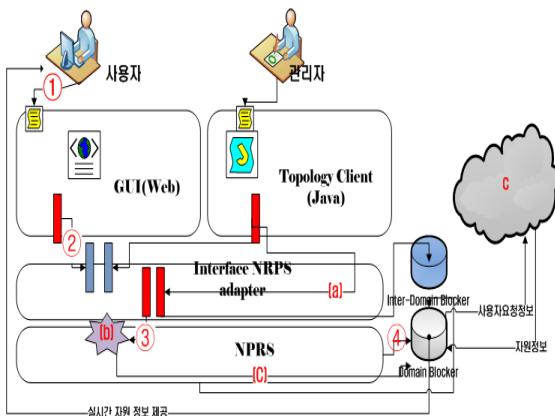 사용자
관리자
①
GUI(Web)
Topology Client
(Java)
C
②
Interface NRPS
adapter
(a)
Inter-Domain Blocker
사용자요청정보
(b)
③
④
NPRS
자원정보
(C)
Domain Blocker
실시간 자원 정보 제공